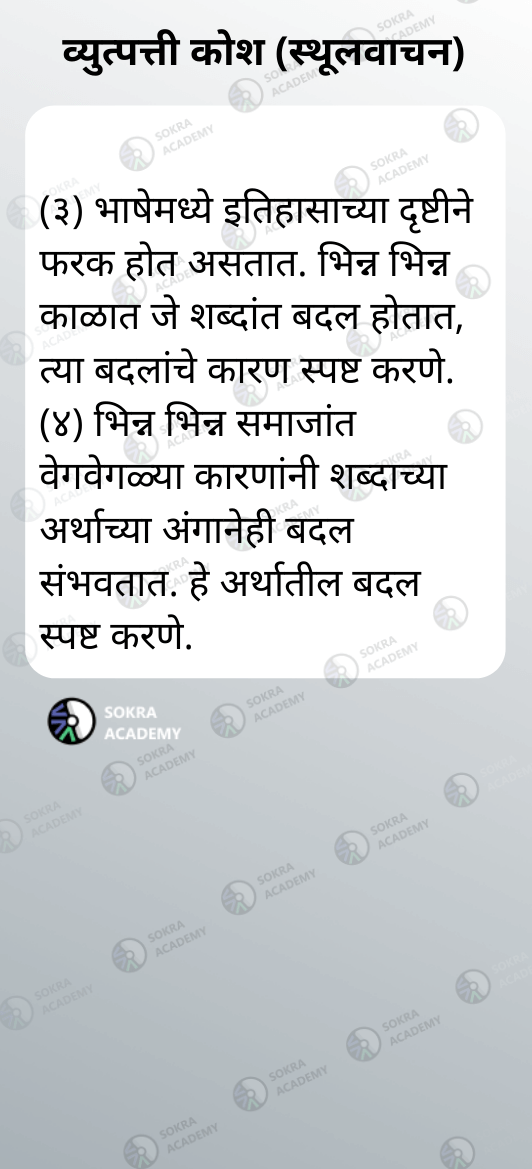 व्युत्पत्ती कोश (स्थूलवाचन)
(३) भाषेमध्ये इतिहासाच्या दृष्टीने
फरक होत असतात. भिन्न भिन्न
काळात जे शब्दांत बदल होतात,
त्या बदलांचे कारण स्पष्ट करणे.
(४) भिन्न भिन्न समाजांत
वेगवेगळ्या कारणांनी शब्दाच्या
अर्थाच्या अंगानेही बदल
संभवतात. हे अर्थातील बदल
स्पष्ट करणे.
SOKRA
ACADEMY